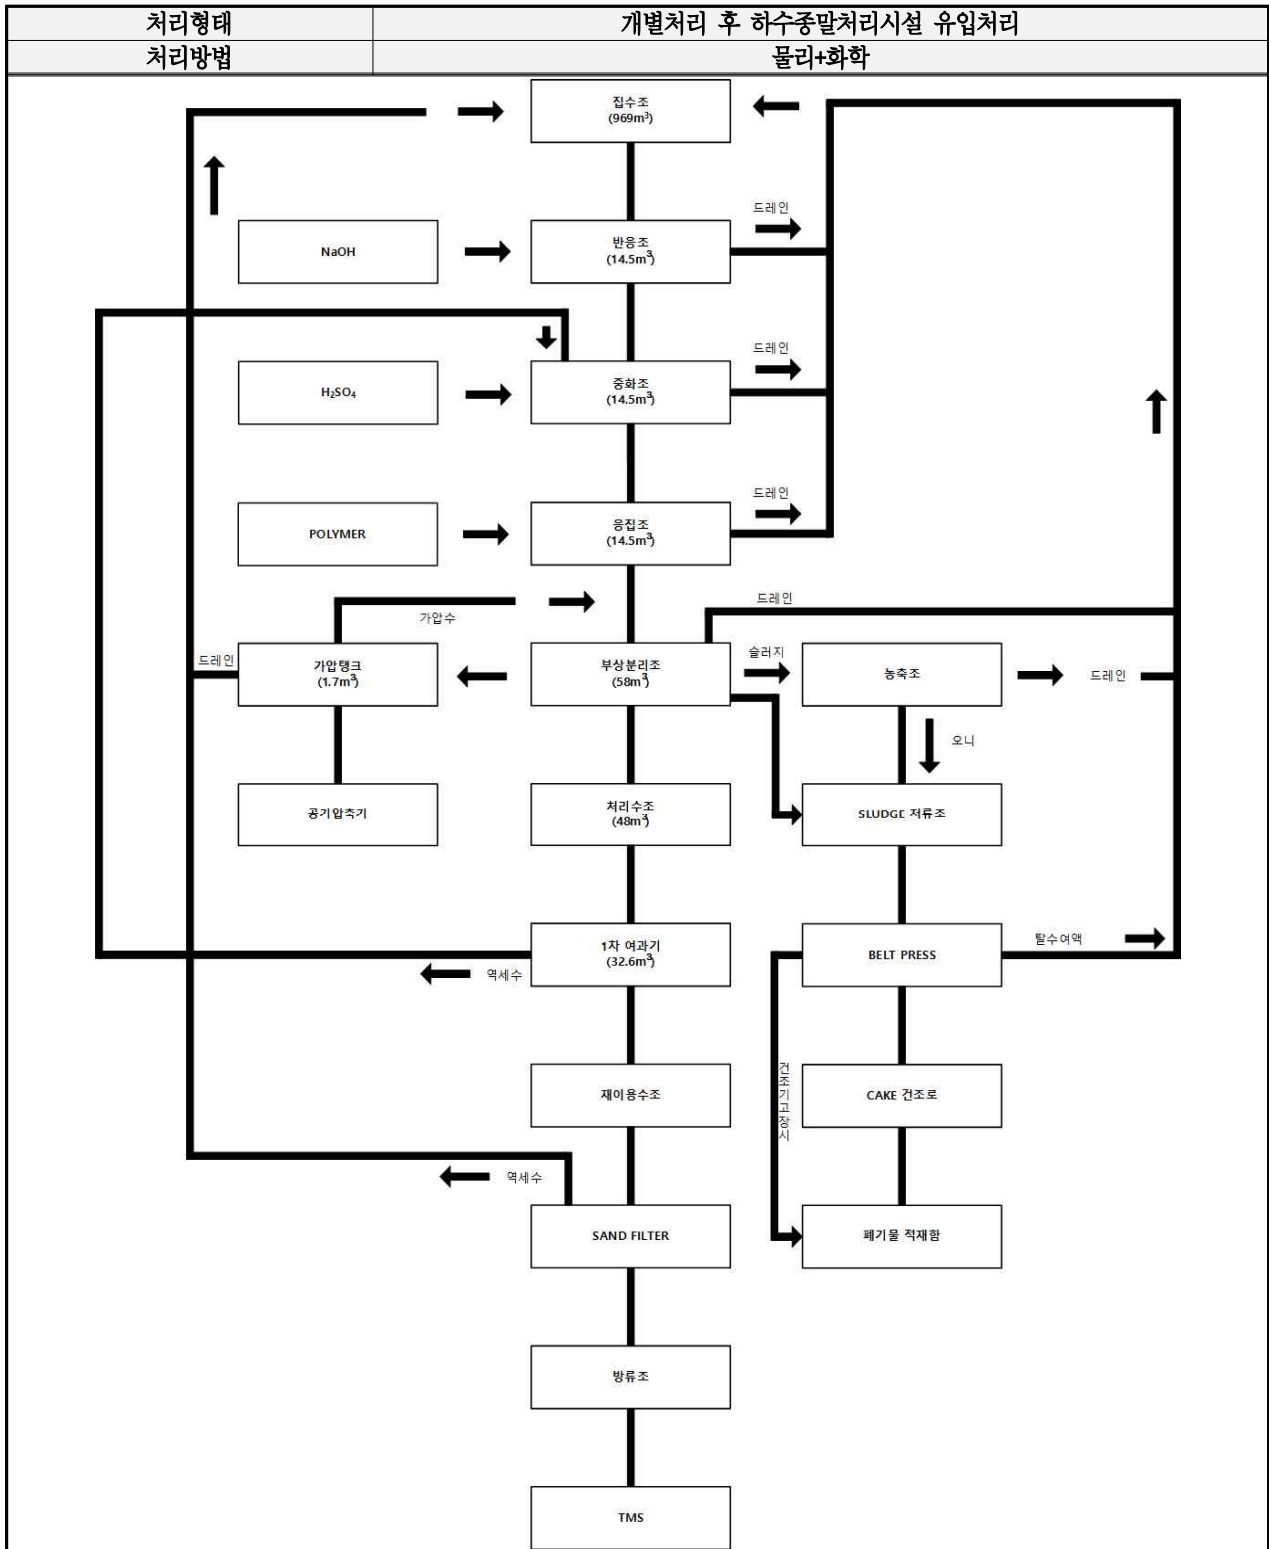 처리형태
개별처리 후 하수종말처리시설 유입처리
처리방법
물리+화학
집수조
(969m³)
드레인
NaOH
반응조
(14.5m³)
드레인
H₂SO₄
중화조
(14.5m³)
드레인
POLYMER
응집조
(14.5m³)
드레인
가압수
드레인
가압탱크
(1.7m³)
부상분리조
(58m³)
슬러지
농축조
드레인
오니
공기압축기
처리수조
(48m³)
SLUDGE 저류조
1차 여과기
(32.6m³)
역세수
BELT PRESS
탈수여액
재이용수조
건조기고장시
CAKE 건조로
역세수
SAND FILTER
폐기물 적재함
방류조
TMS